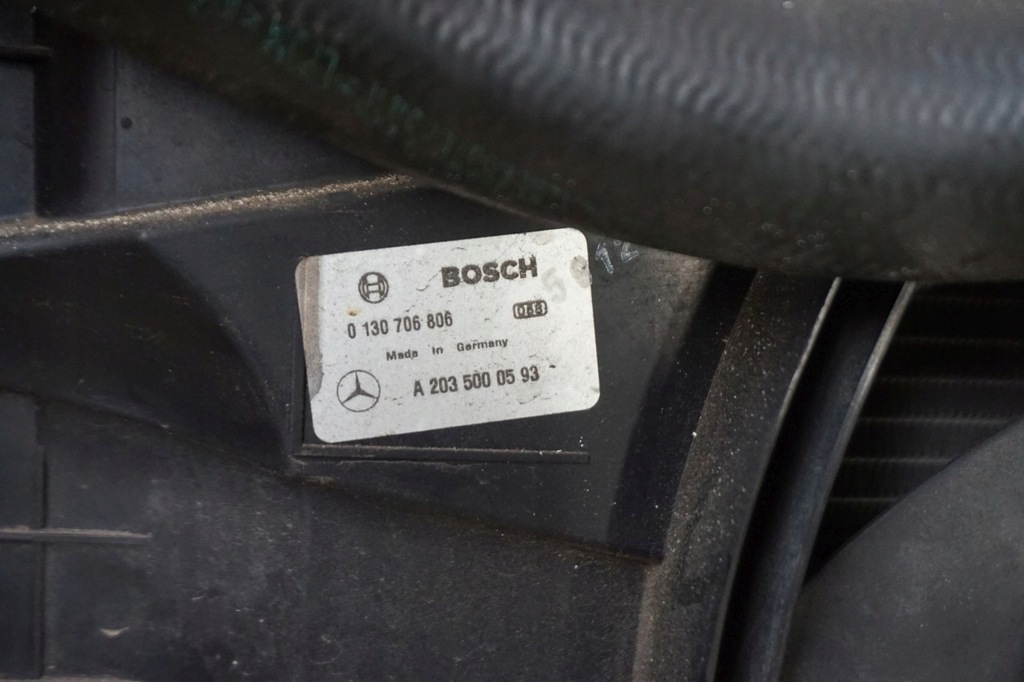 BOSCH
0 130 706 806
Made in Germany
A 203 500 05 93